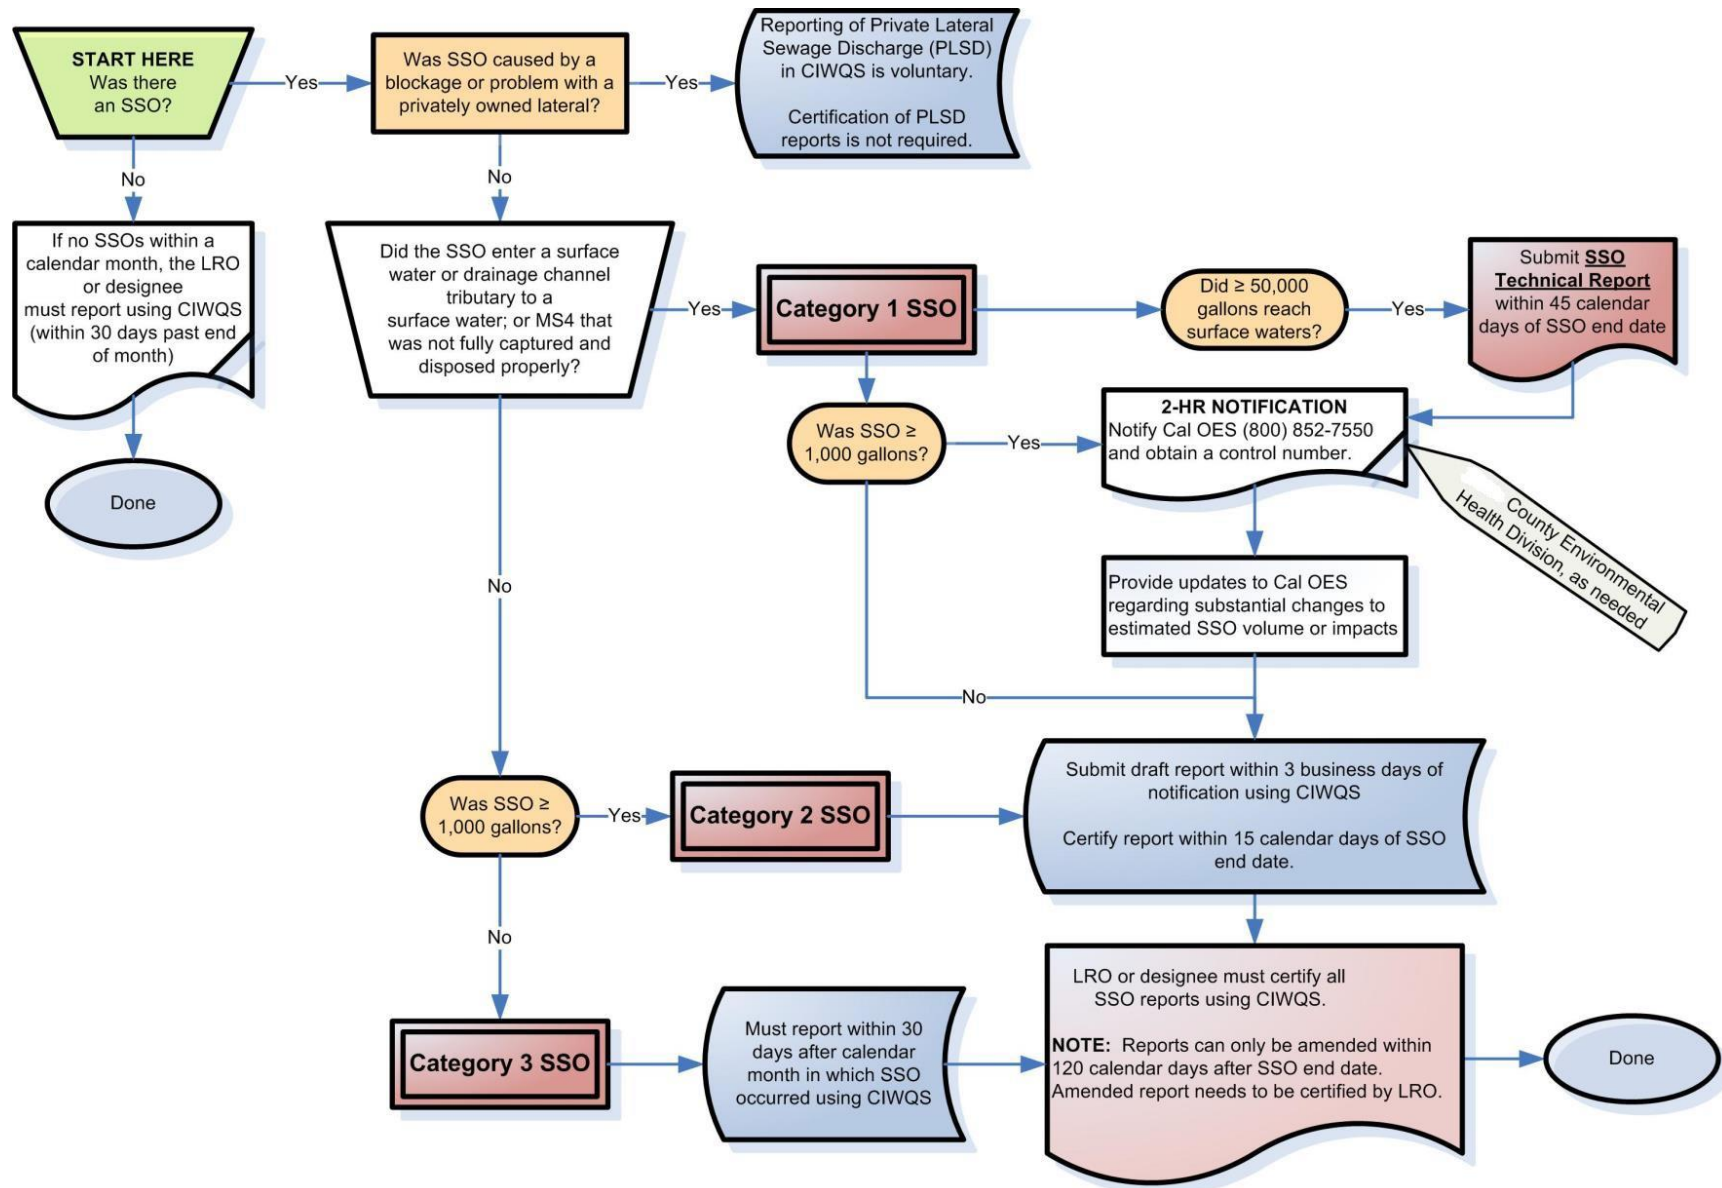 START HERE
Was there
an SSO?
Yes
Was SSO caused by a
blockage or problem with a
privately owned lateral?
Yes
Reporting of Private Lateral
Sewage Discharge (PLSD)
in CIWQS is voluntary.
Certification of PLSD
reports is not required.
No
No
If no SSOs within a
calendar month, the LRO
or designee
must report using CIWQS
(within 30 days past end
of month)
Done
Did the SSO enter a surface
water or drainage channel
tributary to a
surface water; or MS4 that
was not fully captured and
disposed properly?
Yes
Category 1 SSO
Did ≥ 50,000
gallons reach
surface waters?
Yes
Submit SSO
Technical Report
within 45 calendar
days of SSO end date
Was SSO ≥
1,000 gallons?
Yes
2-HR NOTIFICATION
Notify Cal OES (800) 852-7550
and obtain a control number.
County Environmental
Health Division, as needed
Provide updates to Cal OES
regarding substantial changes to
estimated SSO volume or impacts
No
No
Was SSO ≥
1,000 gallons?
Yes
Category 2 SSO
Submit draft report within 3 business days of
notification using CIWQS
Certify report within 15 calendar days of SSO
end date.
No
Category 3 SSO
Must report within 30
days after calendar
month in which SSO
occurred using CIWQS
LRO or designee must certify all
SSO reports using CIWQS.
NOTE: Reports can only be amended within
120 calendar days after SSO end date.
Amended report needs to be certified by LRO.
Done